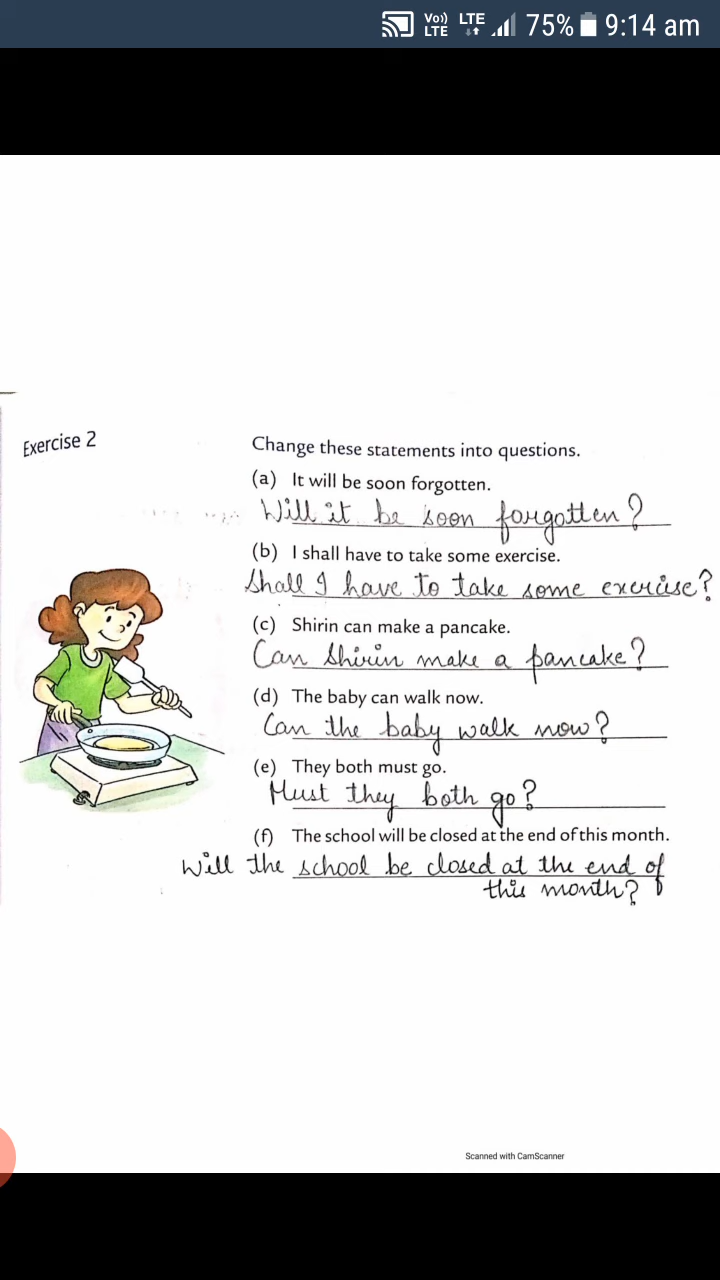 Vo)) LTE LTE 75% 9:14 am
Exercise 2
Change these statements into questions.
(a) It will be soon forgotten.
Will it be soon forgotten?
(b) I shall have to take some exercise.
Shall I have to take some exercise?
(c) Shirin can make a pancake.
Can Shirin make a pancake?
(d) The baby can walk now.
Can the baby walk now?
(e) They both must go.
Must they both go?
(f) The school will be closed at the end of this month.
Will the school be closed at the end of
this month?
Scanned with CamScanner